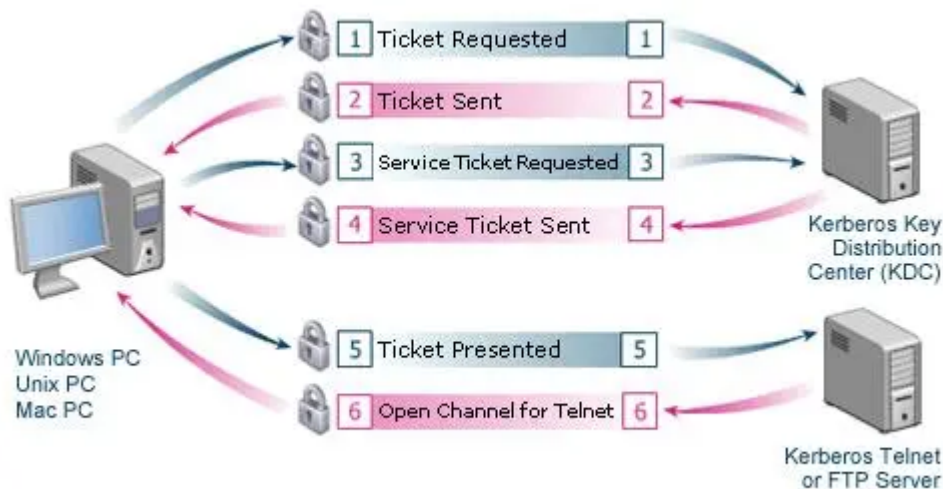 1 Ticket Requested 1
2 Ticket Sent 2
3 Service Ticket Requested 3
4 Service Ticket Sent 4
Kerberos Key
Distribution
Center (KDC)
5 Ticket Presented 5
6 Open Channel for Telnet 6
Windows PC
Unix PC
Mac PC
Kerberos Telnet
or FTP Server